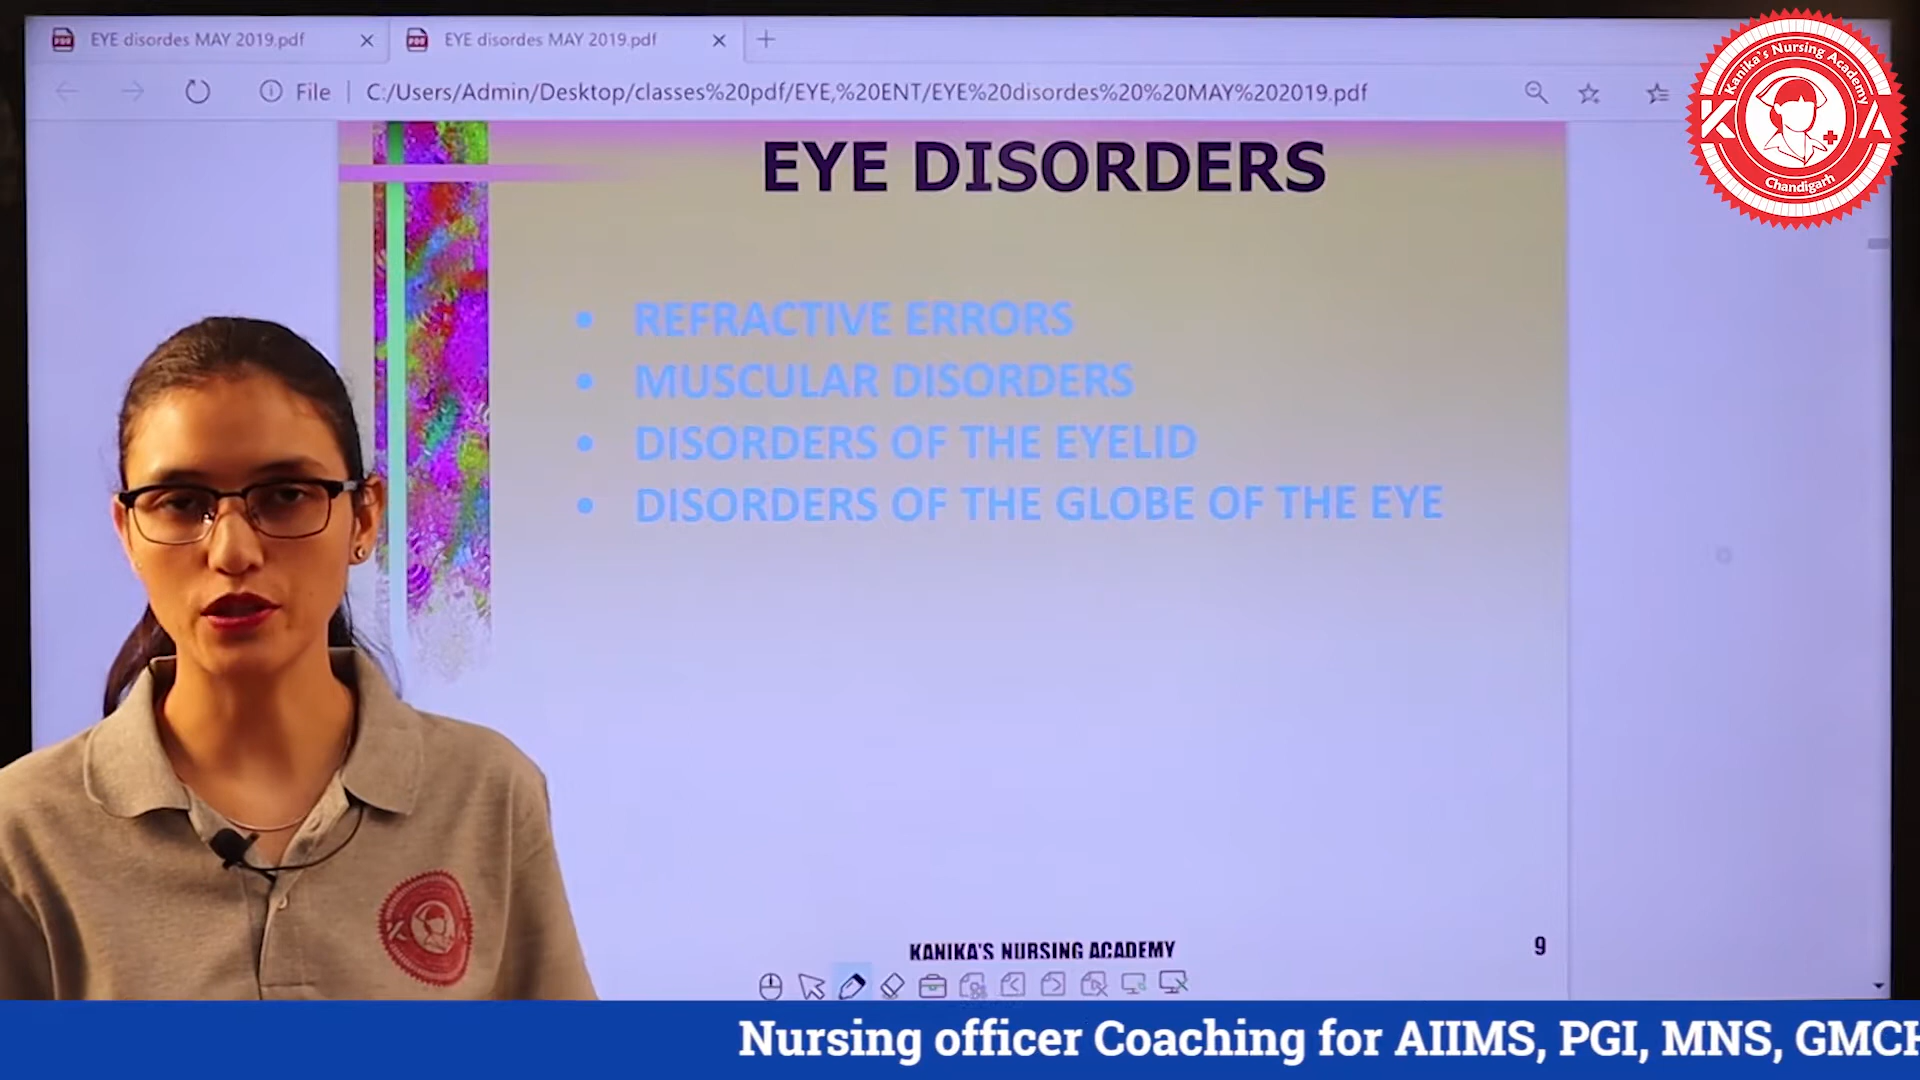 EYE disordes MAY 2019.pdf
EYE disordes MAY 2019.pdf
File
C:/Users/Admin/Desktop/classes%20pdf/EYE,%20ENT/EYE%20disordes%20%20MAY%202019.pdf
Kanika's Nursing Academy
K A
Chandigarh
EYE DISORDERS
• REFRACTIVE ERRORS
• MUSCULAR DISORDERS
• DISORDERS OF THE EYELID
• DISORDERS OF THE GLOBE OF THE EYE
KANIKA'S NURSING ACADEMY
9
Nursing officer Coaching for AIIMS, PGI, MNS, GMCH